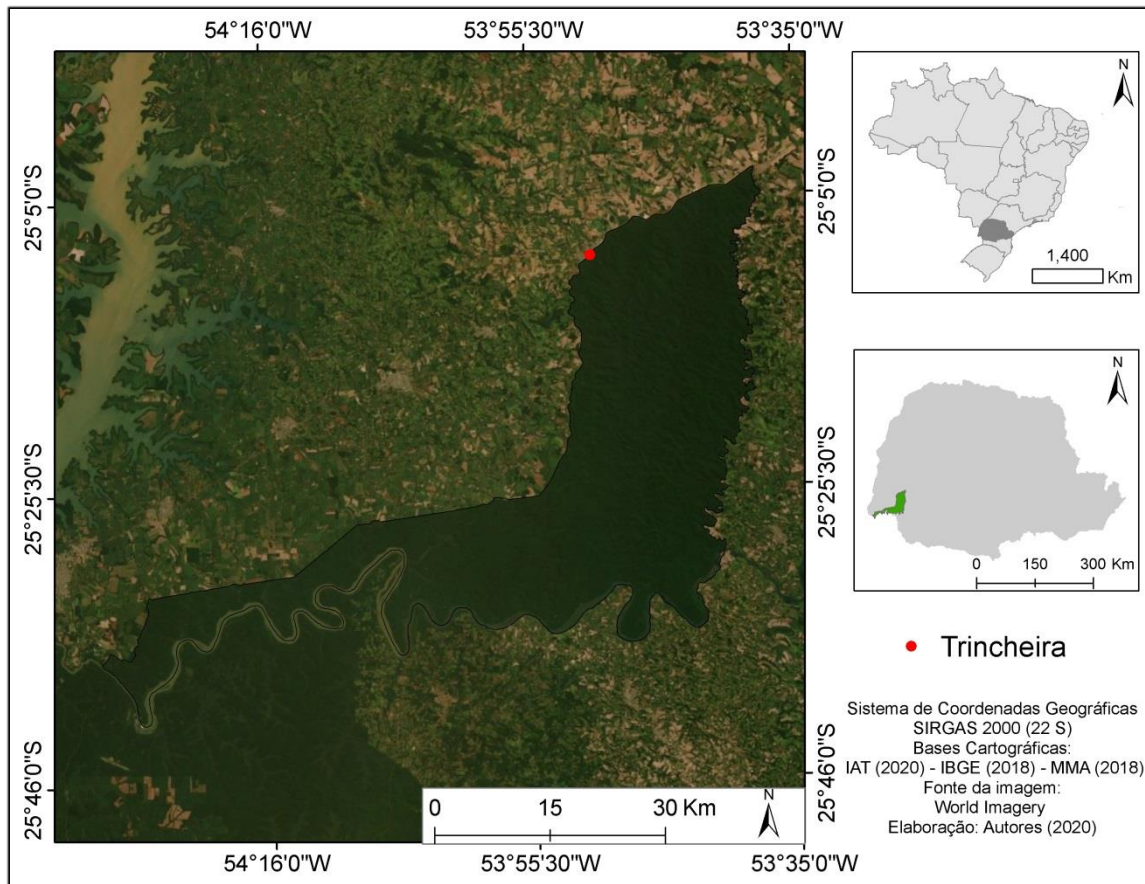 54°16'0"W
53°55'30"W
53°35'0"W
25°5'0"S
25°25'30"S
25°46'0"S
25°5'0"S
25°25'30"S
25°46'0"S
0 15 30 Km
N
54°16'0"W
53°55'30"W
53°35'0"W
N
1,400
Km
N
0 150 300 Km
Trincheira
Sistema de Coordenadas Geográficas
SIRGAS 2000 (22 S)
Bases Cartográficas:
IAT (2020) - IBGE (2018) - MMA (2018)
Fonte da imagem:
World Imagery
Elaboração: Autores (2020)